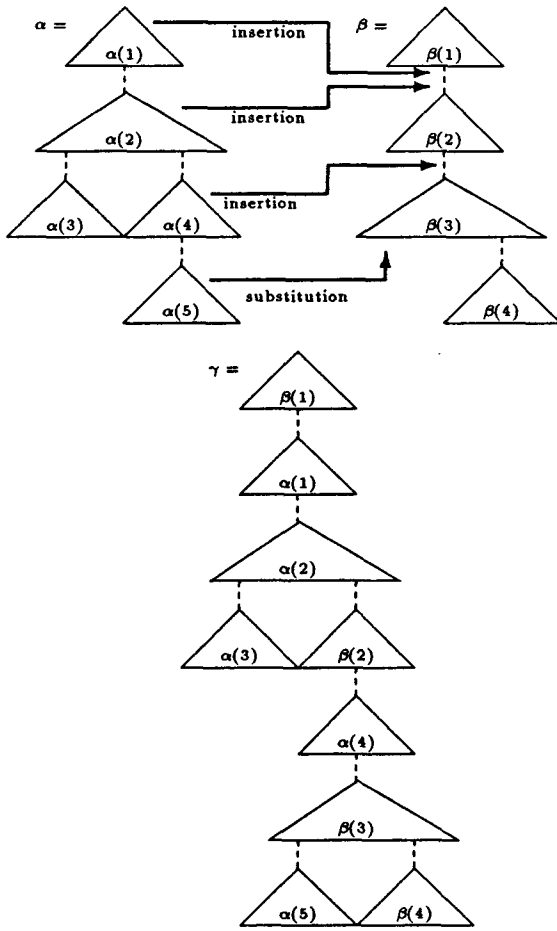 α =
α(1)
insertion
β =
β(1)
α(2)
insertion
β(2)
α(3)
α(4)
insertion
β(3)
α(5)
substitution
β(4)
γ =
β(1)
α(1)
α(2)
α(3)
β(2)
α(4)
β(3)
α(5)
β(4)